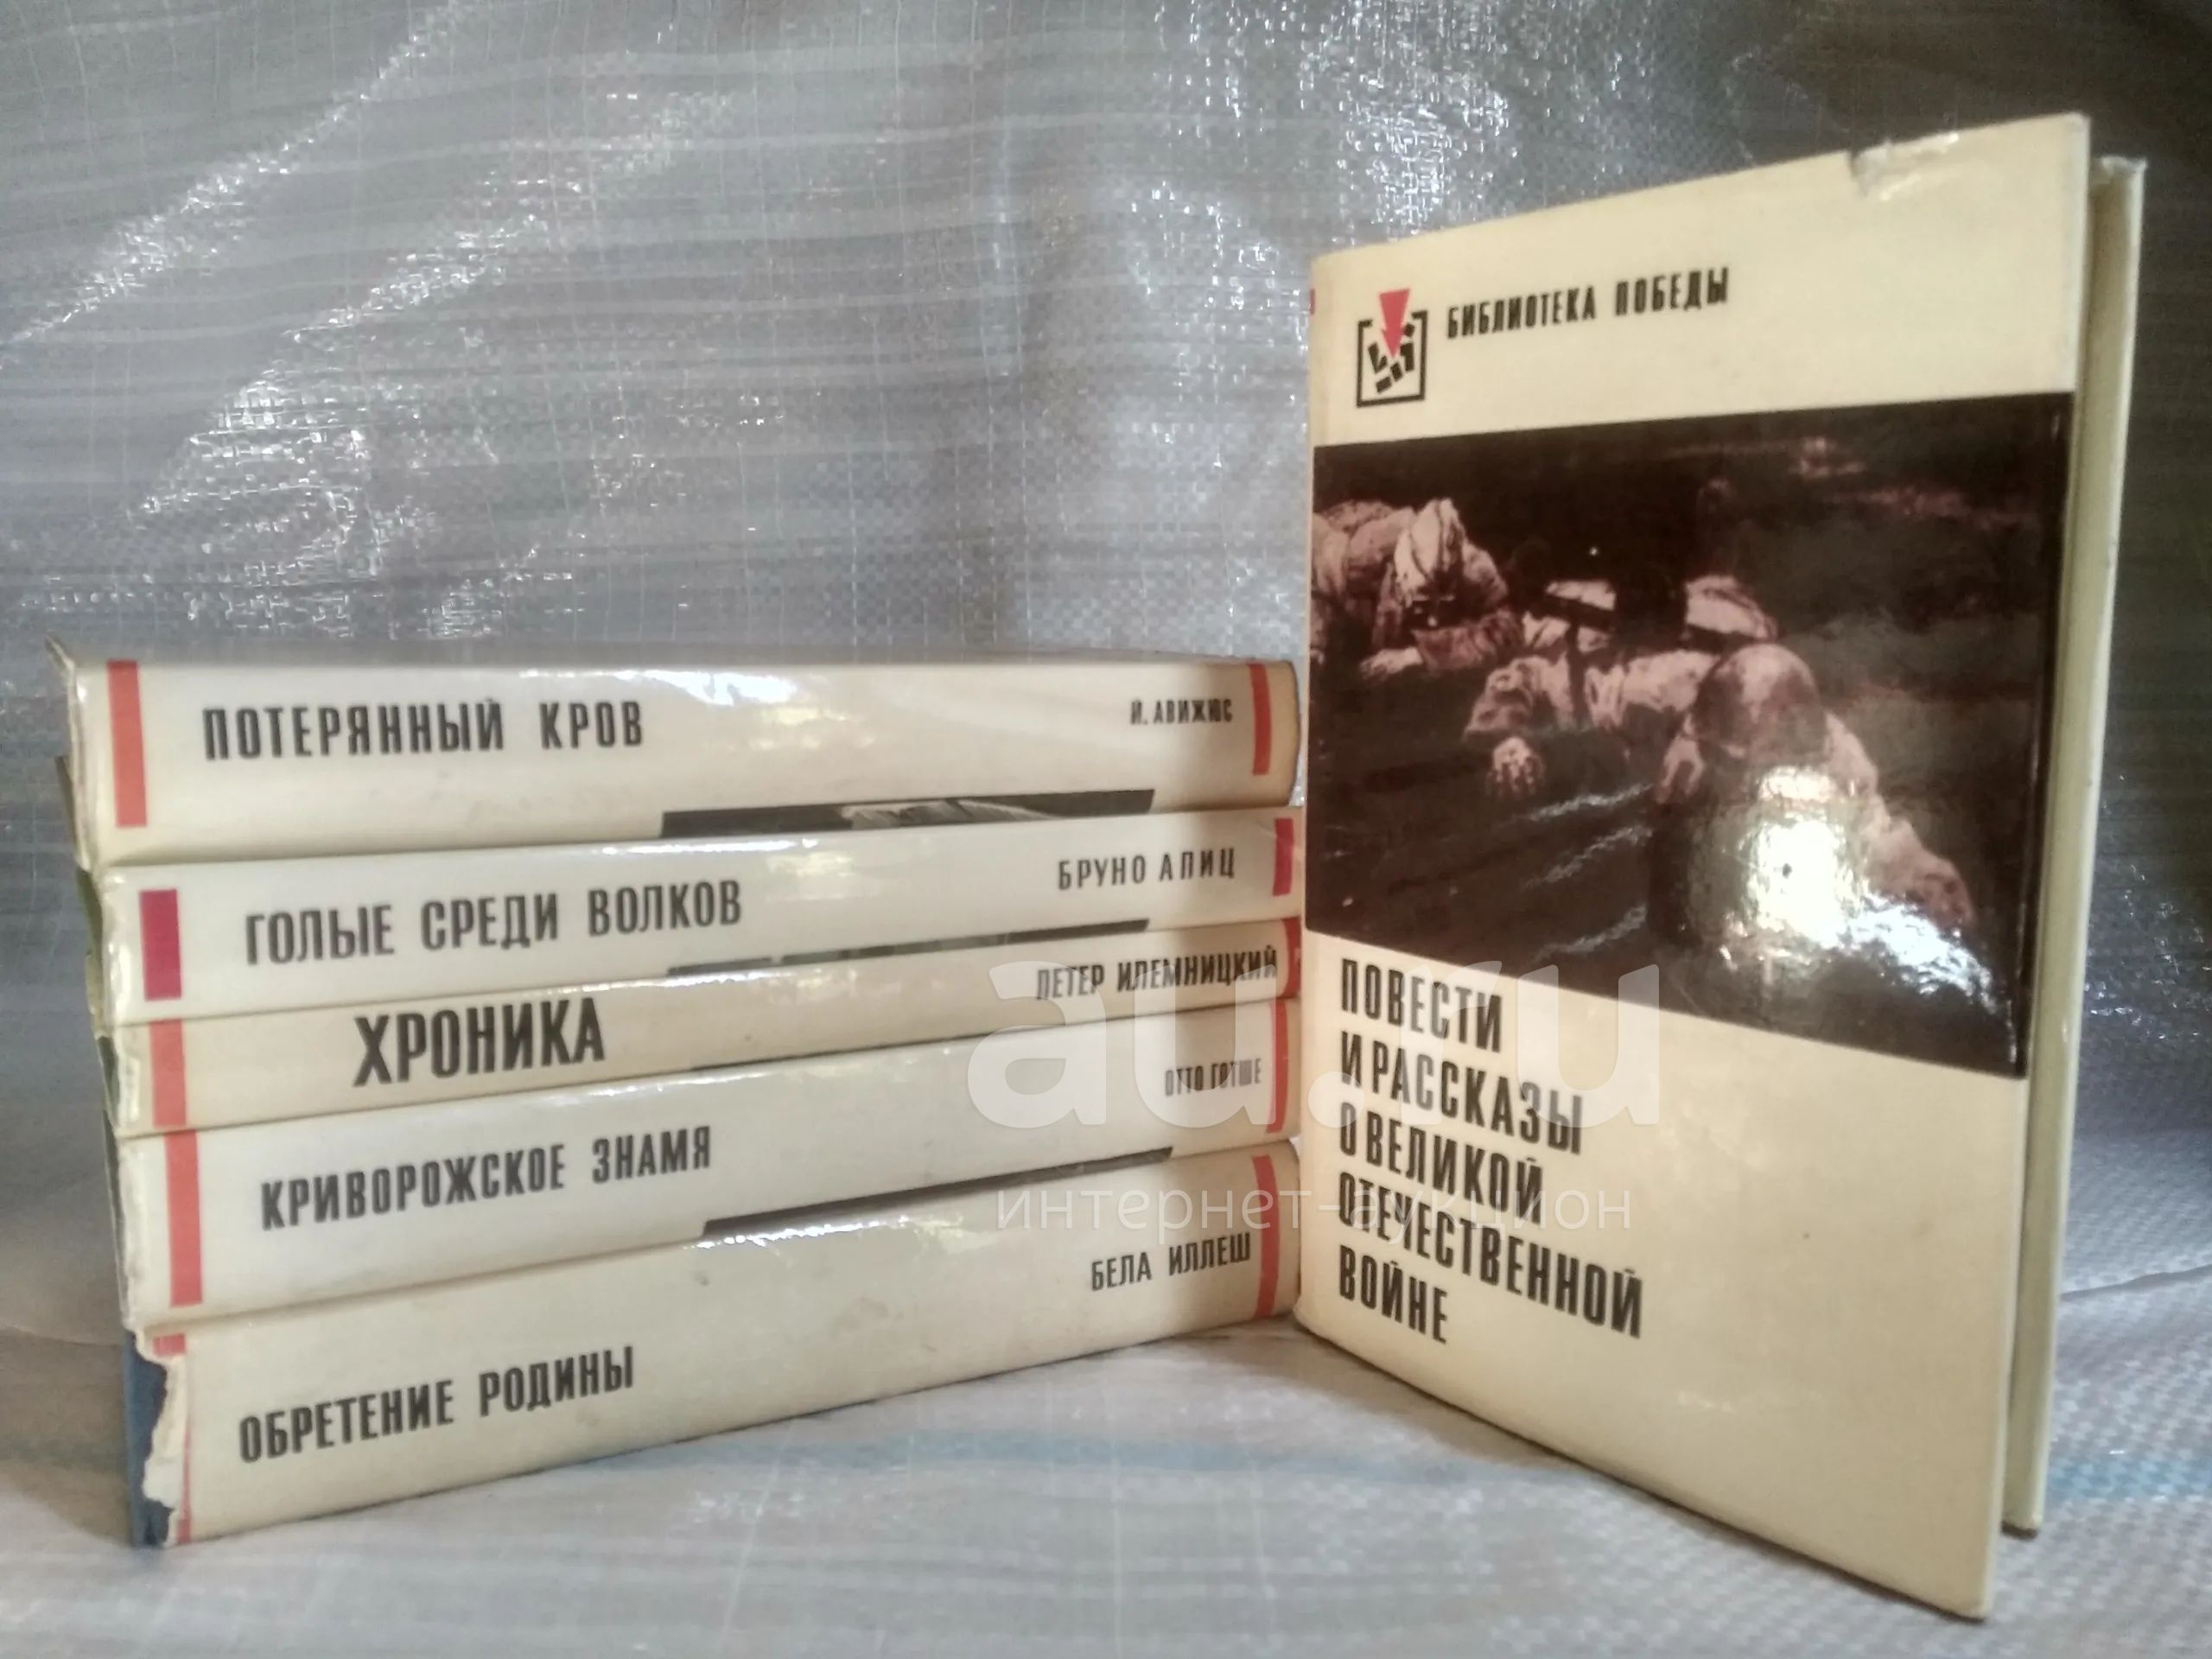 ПОТЕРЯННЫЙ КРОВ
Й. АВИЖЮС
ГОЛЫЕ СРЕДИ ВОЛКОВ
БРУНО АПИЦ
ХРОНИКА
ПЕТЕР ИЛЕМНИЦКИЙ
КРИВОРОЖСКОЕ ЗНАМЯ
ОТТО ГОТШЕ
ОБРЕТЕНИЕ РОДИНЫ
БЕЛА ИЛЛЕШ
БИБЛИОТЕКА ПОБЕДЫ
ПОВЕСТИ
И РАССКАЗЫ
О ВЕЛИКОЙ
ОТЕЧЕСТВЕННОЙ
ВОЙНЕ
au.ru
интернет-аукцион